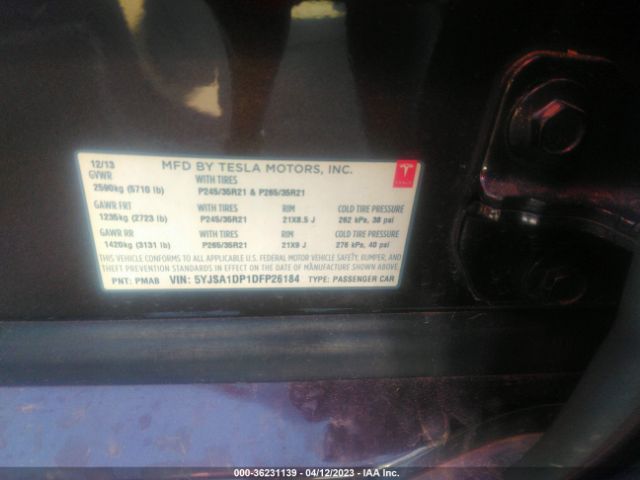 12/13 MFD BY TESLA MOTORS, INC.
GVWR WITH TIRES
2590kg (5710 lb) P245/35R21 & P265/35R21
GAWR FRT WITH TIRES RIM COLD TIRE PRESSURE
1235kg (2723 lb) P245/35R21 21X8.5 J 262 kPs, 38 psi
GAWR RR WITH TIRES RIM COLD TIRE PRESSURE
1420kg (3131 lb) P265/35R21 21X9 J 276 kPs, 40 psi
THIS VEHICLE CONFORMS TO ALL APPLICABLE U.S. FEDERAL MOTOR VEHICLE SAFETY, BUMPER, AND
THEFT PREVENTION STANDARDS IN EFFECT ON THE DATE OF MANUFACTURE SHOWN ABOVE.
PNT: PMAB VIN: 5YJSA1DP1DFP26184 TYPE: PASSENGER CAR
000-36231139 - 04/12/2023 - IAA Inc.